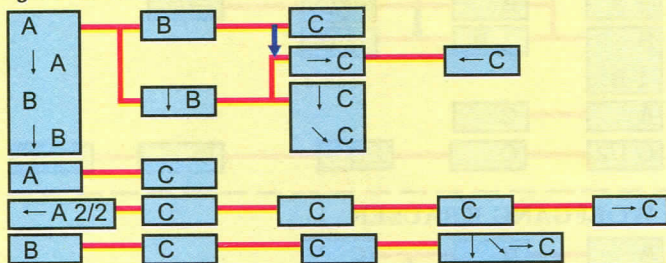 A B C
↓ A → C ← C
B ↓ B ↓ C
↓ B ↘ C
A C
← A 2/2 C C C → C
B C C ↓ ↘ → C